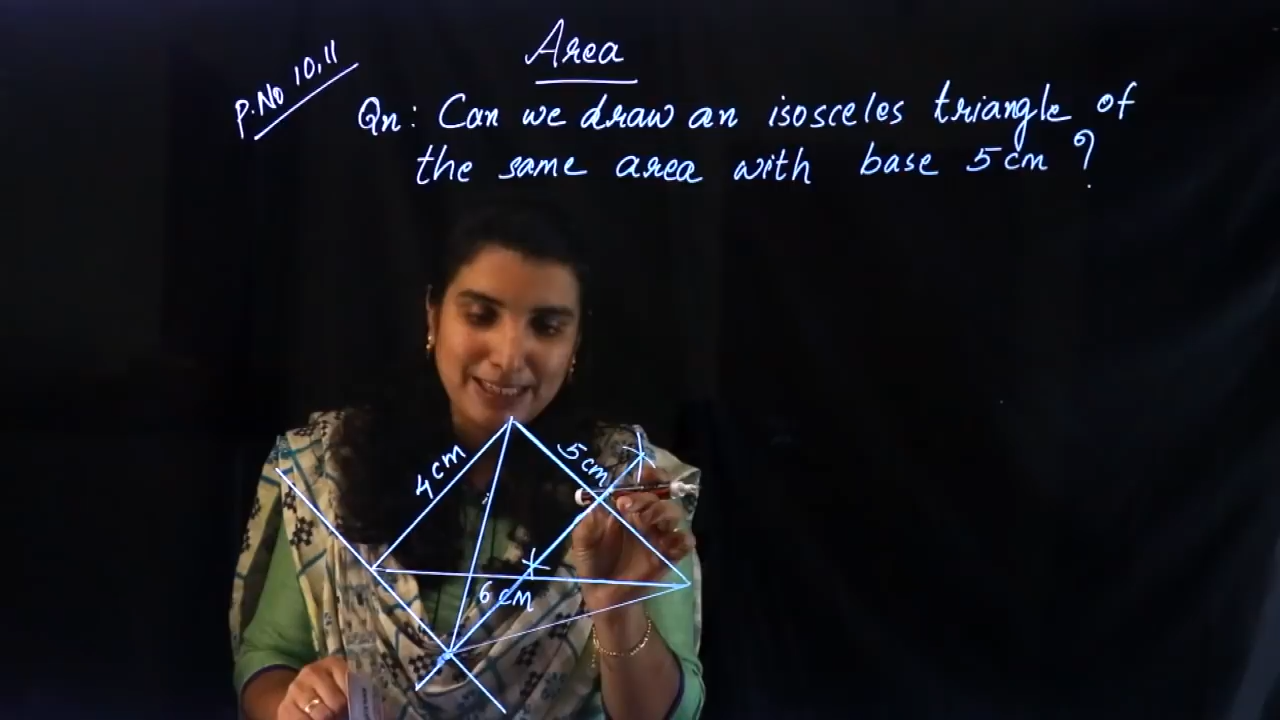 Area
P.No 10,11
Qn: Can we draw an isosceles triangle of
the same area with base 5cm ?
4cm
5cm
6cm